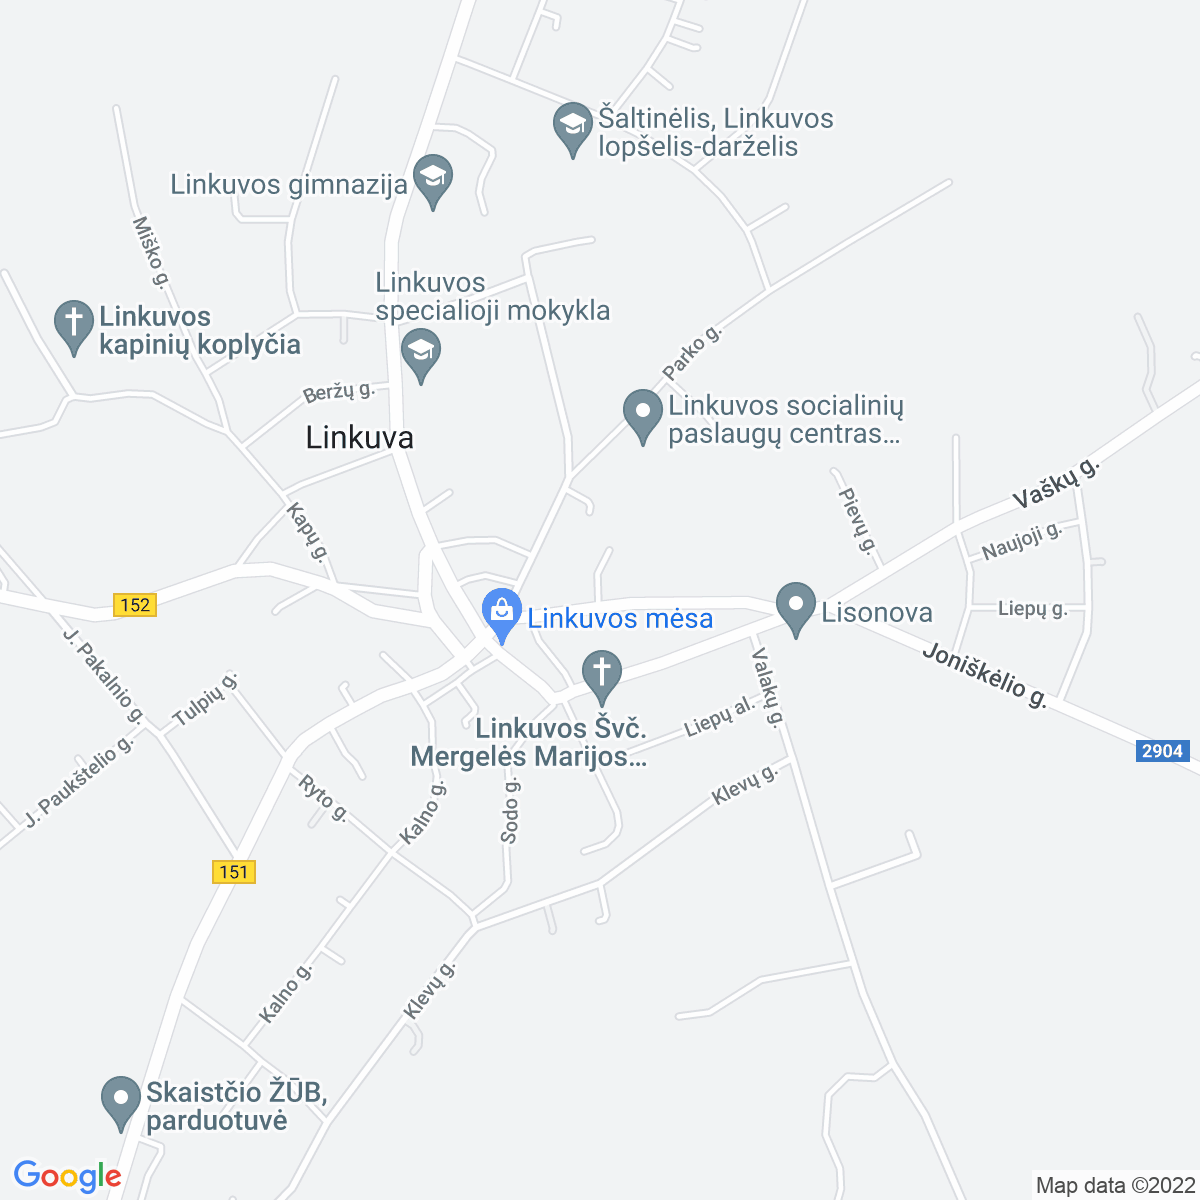 Šaltinėlis, Linkuvos
lopšelis-darželis
Linkuvos gimnazija
Miško g.
Linkuvos
specialioji mokykla
Linkuvos
kapinių koplyčia
Parko g.
Beržų g.
Linkuvos socialinių
paslaugų centras...
Linkuva
Vaškų g.
Pievų g.
Kapų g.
Naujoji g.
152
Linkuvos mėsa
Lisonova
Liepų g.
J. Pakalnio g.
Joniškėlio g.
Valakų g.
Tulpių g.
Liepų al.
Linkuvos Švč.
Mergelės Marijos...
2904
J. Paukštelio g.
Ryto g.
Kalno g.
Sodo g.
Klevų g.
151
Kalno g.
Klevų g.
Skaistčio ŽŪB,
parduotuvė
Google
Map data ©2022